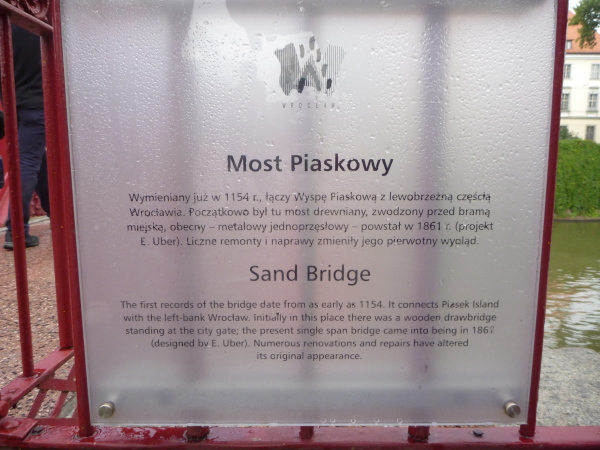 WROCŁAW
Most Piaskowy
Wymieniany już w 1154 r., łączy Wyspę Piaskową z lewobrzeżną częścią
Wrocławia. Początkowo był tu most drewniany, zwodzony przed bramą
miejską, obecny – metalowy jednoprzęsłowy – powstał w 1861 r. (projekt
E. Uber). Liczne remonty i naprawy zmieniły jego pierwotny wygląd.
Sand Bridge
The first records of the bridge date from as early as 1154. It connects Piasek Island
with the left-bank Wrocław. Initially in this place there was a wooden drawbridge
standing at the city gate; the present single span bridge came into being in 1861
(designed by E. Uber). Numerous renovations and repairs have altered
its original appearance.